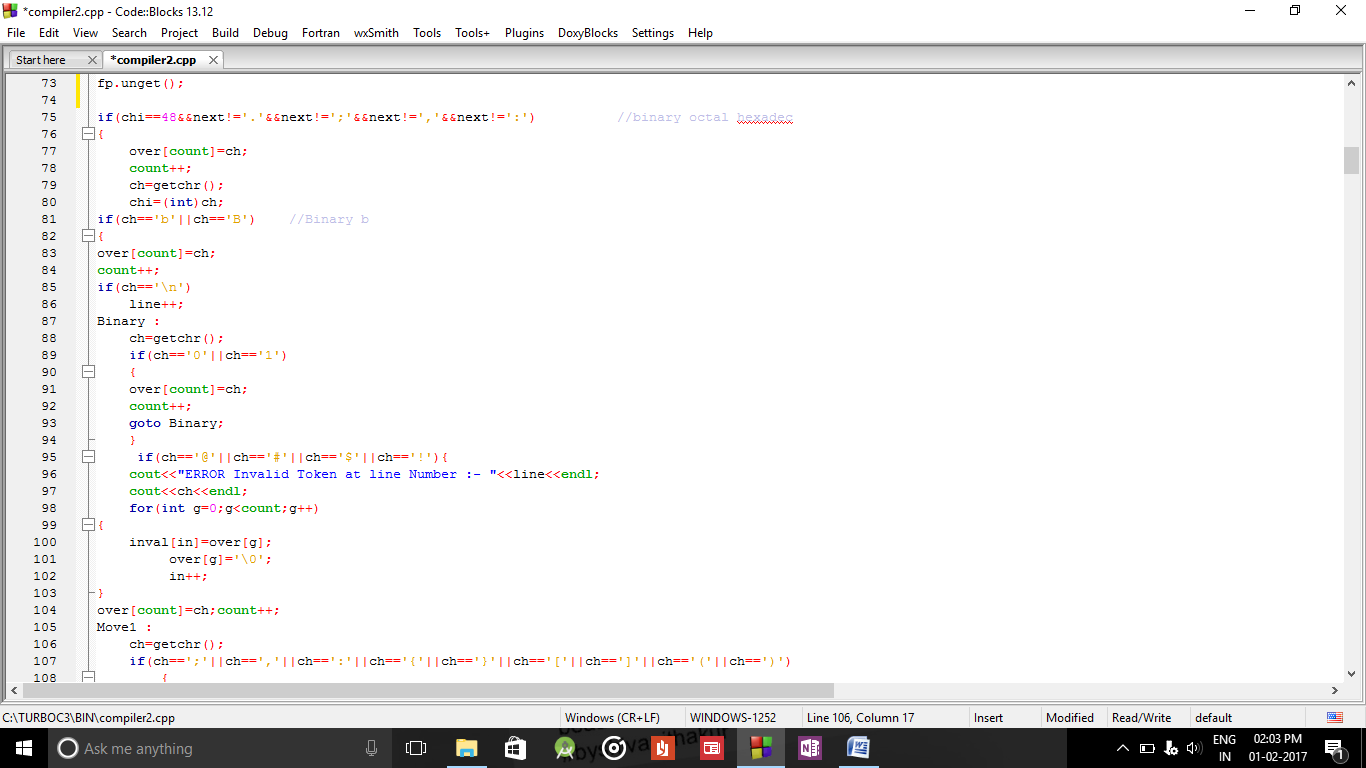 *compiler2.cpp - Code::Blocks 13.12
File Edit View Search Project Build Debug Fortran wxSmith Tools Tools+ Plugins DoxyBlocks Settings Help
Start here *compiler2.cpp
73 fp.unget();
74
75 if(chi==48&&next!='.'&&next!=';'&&next!=','&&next!=':') //binary octal hexadec
76 {
77 over[count]=ch;
78 count++;
79 ch=getchr();
80 chi=(int)ch;
81 if(ch=='b'||ch=='B') //Binary b
82 {
83 over[count]=ch;
84 count++;
85 if(ch=='\n')
86 line++;
87 Binary :
88 ch=getchr();
89 if(ch=='0'||ch=='1')
90 {
91 over[count]=ch;
92 count++;
93 goto Binary;
94 }
95 if(ch=='@'||ch=='#'||ch=='$'||ch=='!'){
96 cout<<"ERROR Invalid Token at line Number :- "<<line<<endl;
97 cout<<ch<<endl;
98 for(int g=0;g<count;g++)
99 {
100 inval[in]=over[g];
101 over[g]='\0';
102 in++;
103 }
104 over[count]=ch;count++;
105 Move1 :
106 ch=getchr();
107 if(ch==';'||ch==','||ch==':'||ch=='{'||ch=='}'||ch=='['||ch==']'||ch=='('||ch==')')
108 {
C:\TURBOC3\BIN\compiler2.cpp Windows (CR+LF) WINDOWS-1252 Line 106, Column 17 Insert Modified Read/Write default
Ask me anything ENG 02:03 PM
IN 01-02-2017 1